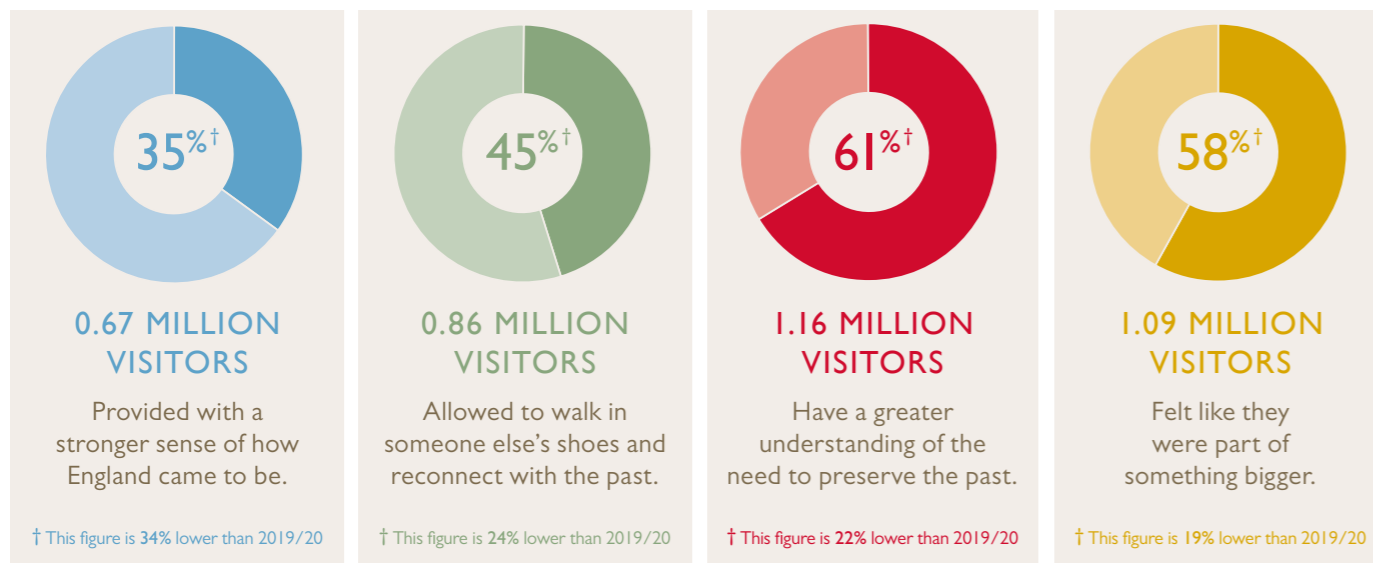 35%†
0.67 MILLION
VISITORS
Provided with a
stronger sense of how
England came to be.
† This figure is 34% lower than 2019/20
45%†
0.86 MILLION
VISITORS
Allowed to walk in
someone else’s shoes and
reconnect with the past.
† This figure is 24% lower than 2019/20
61%†
1.16 MILLION
VISITORS
Have a greater
understanding of the
need to preserve the past.
† This figure is 22% lower than 2019/20
58%†
1.09 MILLION
VISITORS
Felt like they
were part of
something bigger.
† This figure is 19% lower than 2019/20